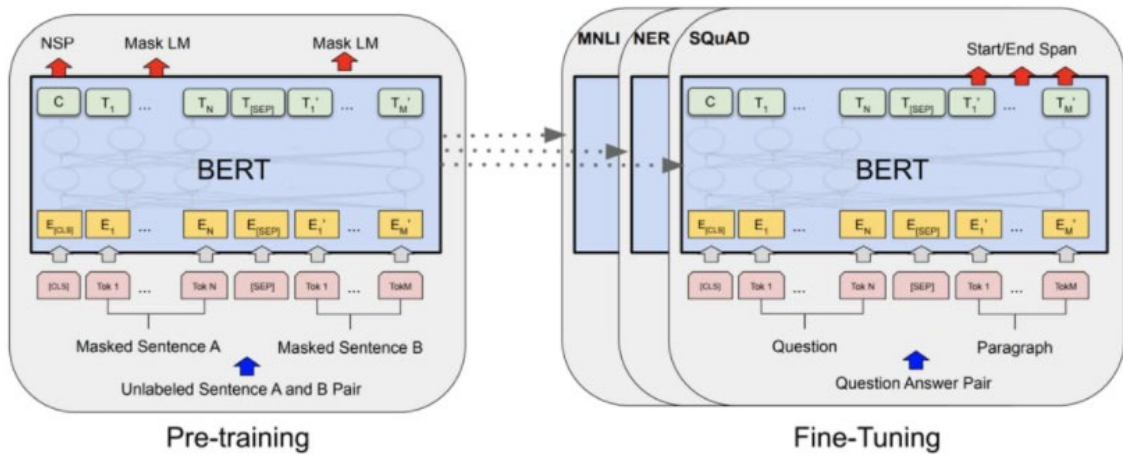 NSP Mask LM Mask LM
C T1 ... TN T[SEP] T1' ... TM'
BERT
E[CLS] E1 ... EN E[SEP] E1' ... EM'
[CLS] Tok 1 ... Tok N [SEP] Tok 1 ... TokM
Masked Sentence A Masked Sentence B
Unlabeled Sentence A and B Pair
Pre-training
MNLI NER SQuAD
Start/End Span
C T1 ... TN T[SEP] T1' ... TM'
BERT
E[CLS] E1 ... EN E[SEP] E1' ... EM'
[CLS] Tok 1 ... Tok N [SEP] Tok 1 ... TokM
Question Paragraph
Question Answer Pair
Fine-Tuning